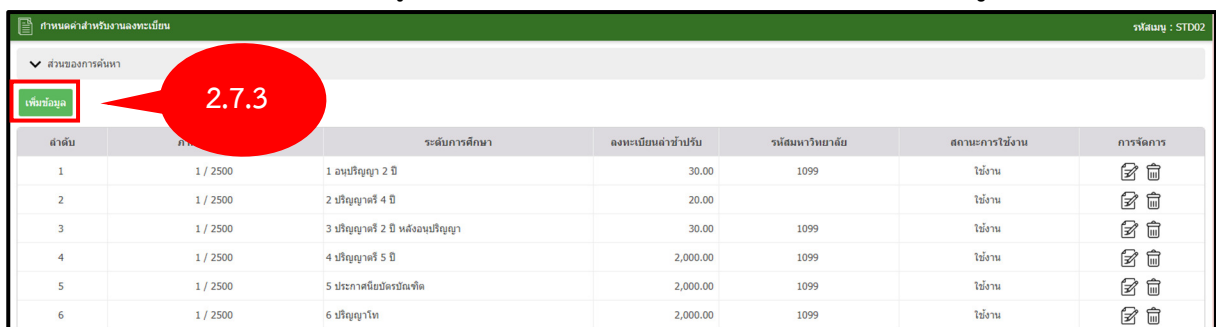 กำหนดค่าสำหรับงานลงทะเบียน รหัสเมนู : STD02
ส่วนของการค้นหา
เพิ่มข้อมูล 2.7.3
ลำดับ ระดับการศึกษา ลงทะเบียนล่าช้าปรับ รหัสมหาวิทยาลัย สถานะการใช้งาน การจัดการ
1 1 / 2500 1 อนุปริญญา 2 ปี 30.00 1099 ใช้งาน
2 1 / 2500 2 ปริญญาตรี 4 ปี 20.00 ใช้งาน
3 1 / 2500 3 ปริญญาตรี 2 ปี หลังอนุปริญญา 30.00 1099 ใช้งาน
4 1 / 2500 4 ปริญญาตรี 5 ปี 2,000.00 1099 ใช้งาน
5 1 / 2500 5 ประกาศนียบัตรบัณฑิต 2,000.00 1099 ใช้งาน
6 1 / 2500 6 ปริญญาโท 2,000.00 1099 ใช้งาน